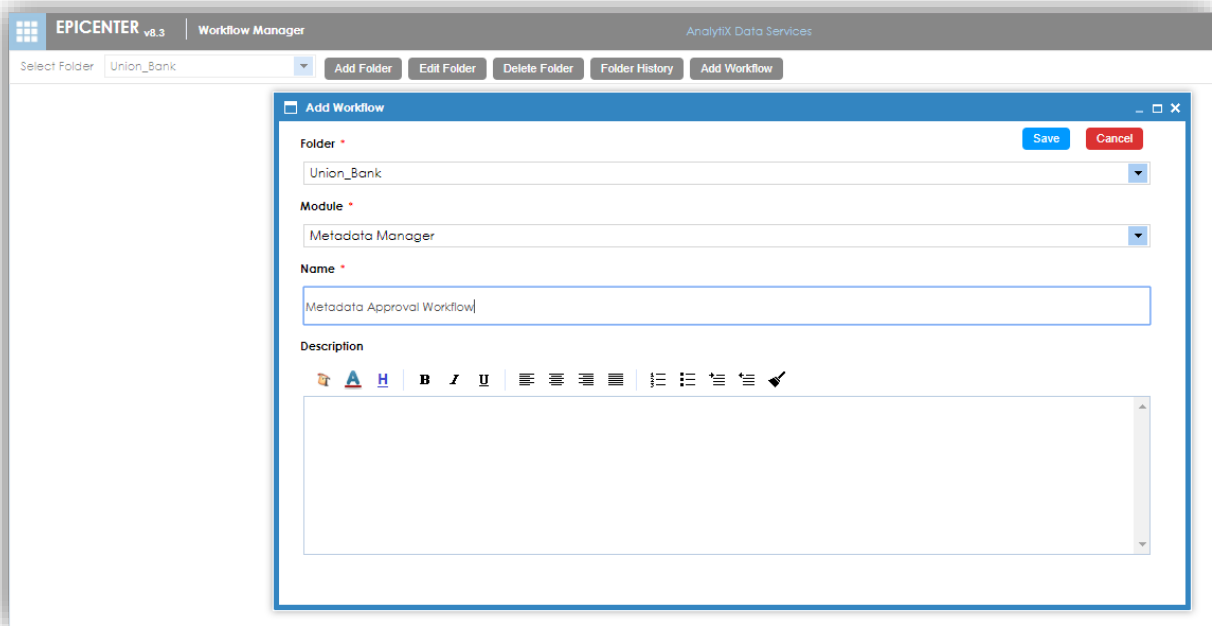 EPICENTER v8.3 Workflow Manager AnalytiX Data Services
Select Folder Union_Bank Add Folder Edit Folder Delete Folder Folder History Add Workflow
Add Workflow
Folder * Save Cancel
Union_Bank
Module *
Metadata Manager
Name *
Metadata Approval Workflow
Description
A H B I U